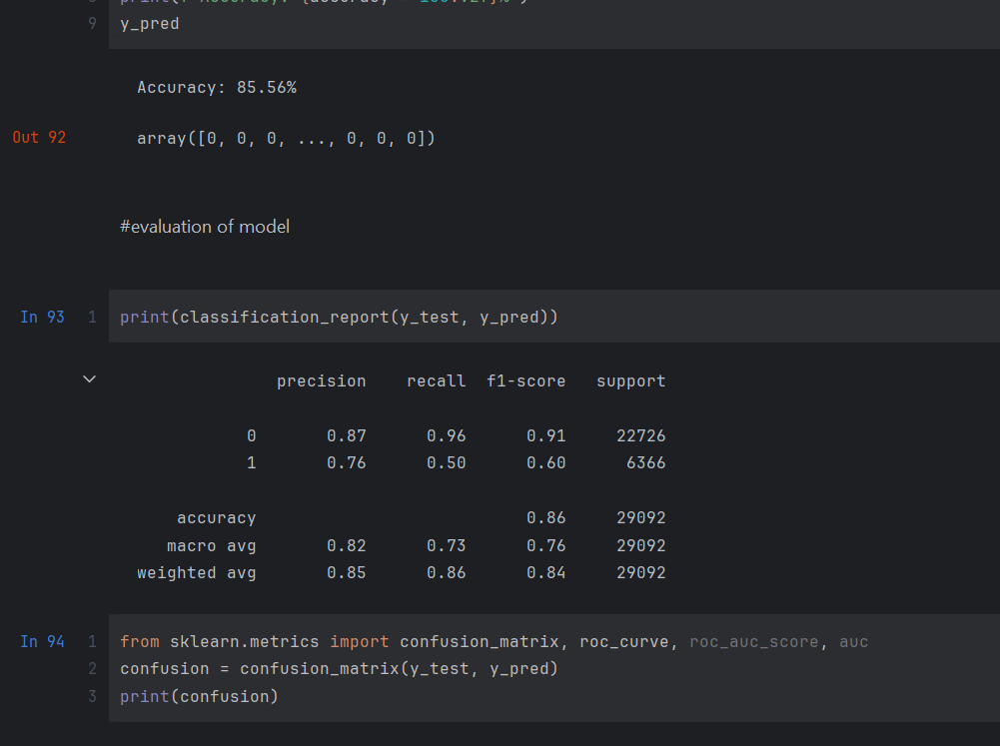 9 y_pred
Accuracy: 85.56%
Out 92 array([0, 0, 0, ..., 0, 0, 0])
#evaluation of model
In 93 1 print(classification_report(y_test, y_pred))
precision recall f1-score support
0 0.87 0.96 0.91 22726
1 0.76 0.50 0.60 6366
accuracy 0.86 29092
macro avg 0.82 0.73 0.76 29092
weighted avg 0.85 0.86 0.84 29092
In 94 1 from sklearn.metrics import confusion_matrix, roc_curve, roc_auc_score, auc
2 confusion = confusion_matrix(y_test, y_pred)
3 print(confusion)